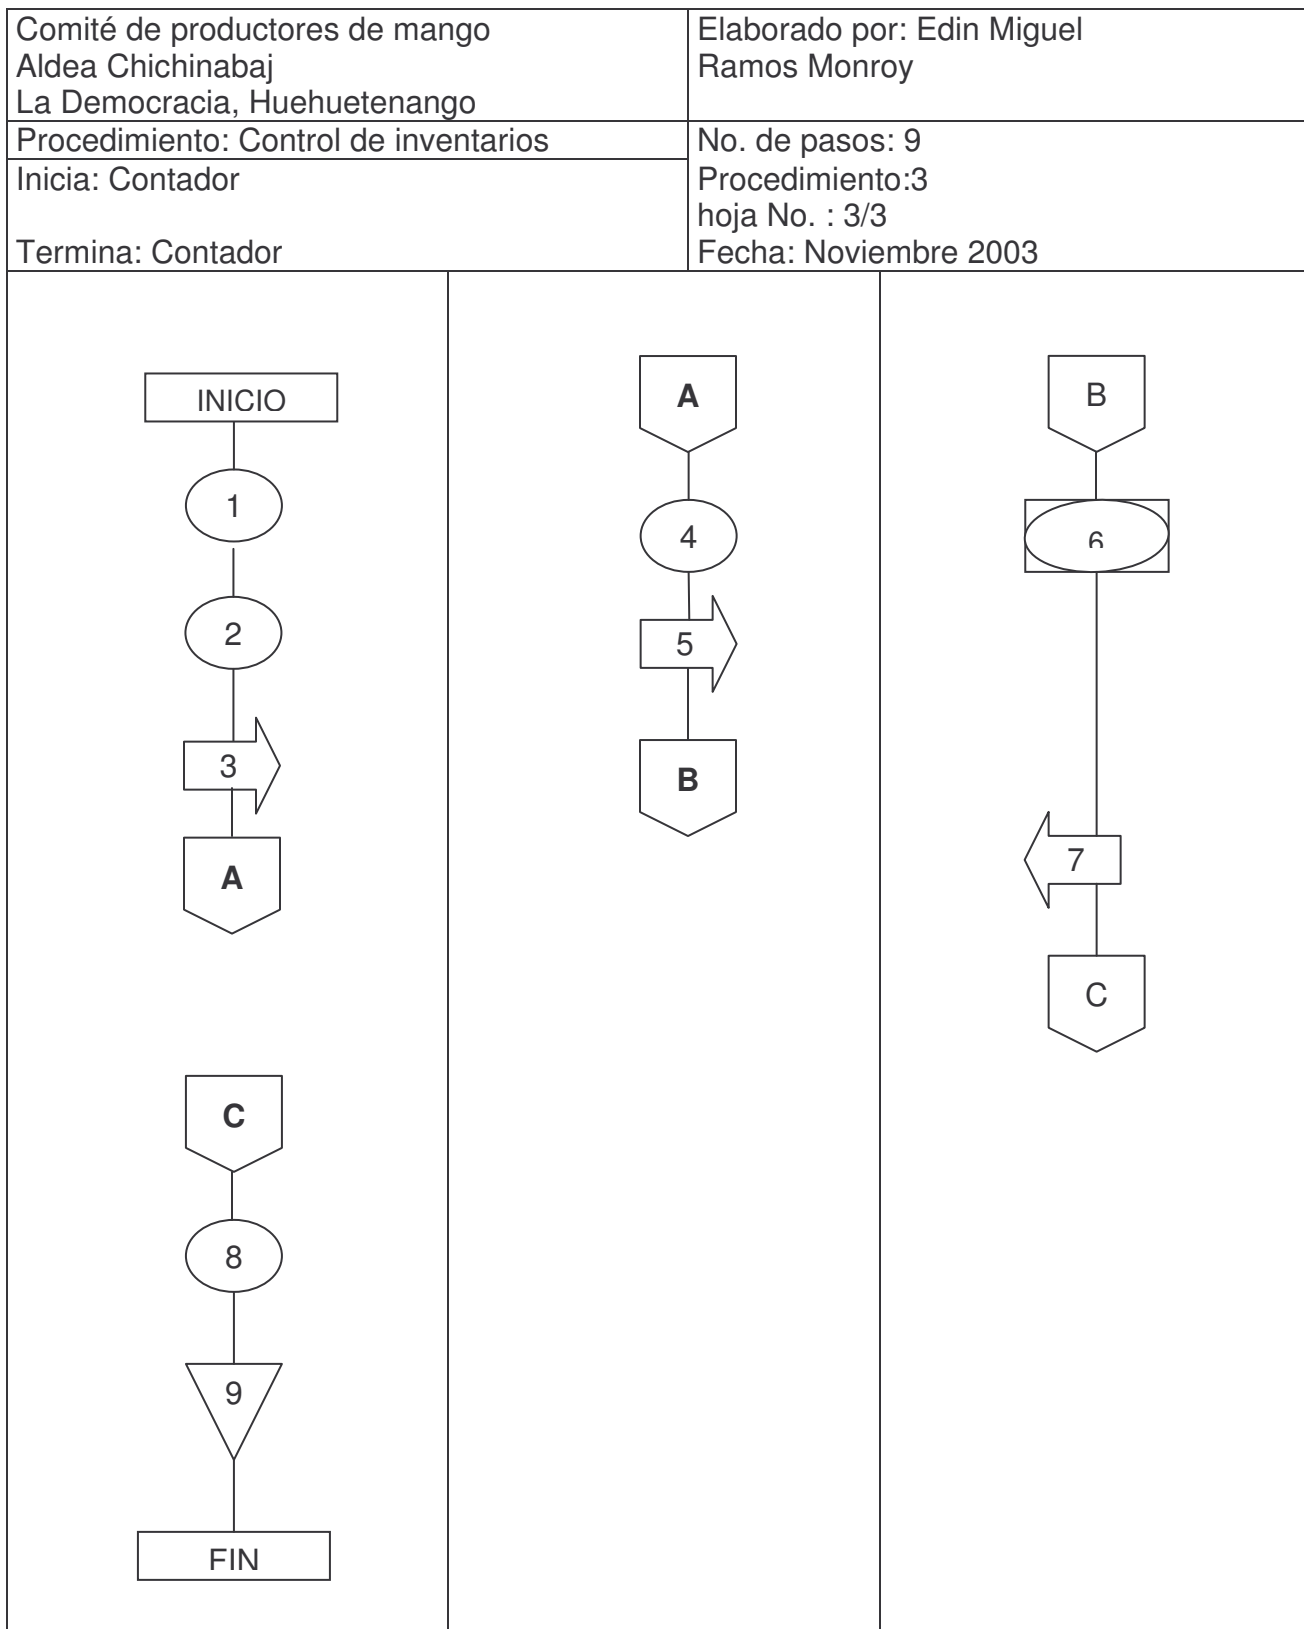 Comité de productores de mango
Aldea Chichinabaj
La Democracia, Huehuetenango
Elaborado por: Edin Miguel
Ramos Monroy
Procedimiento: Control de inventarios
Inicia: Contador
Termina: Contador
No. de pasos: 9
Procedimiento:3
hoja No. : 3/3
Fecha: Noviembre 2003
INICIO
1
2
3
A
C
8
9
FIN
A
4
5
B
B
6
7
C